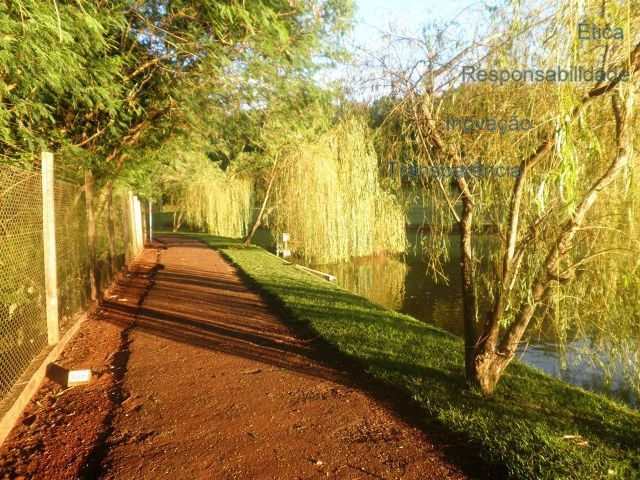 Ética
Responsabilidade
Inovação
Transparência